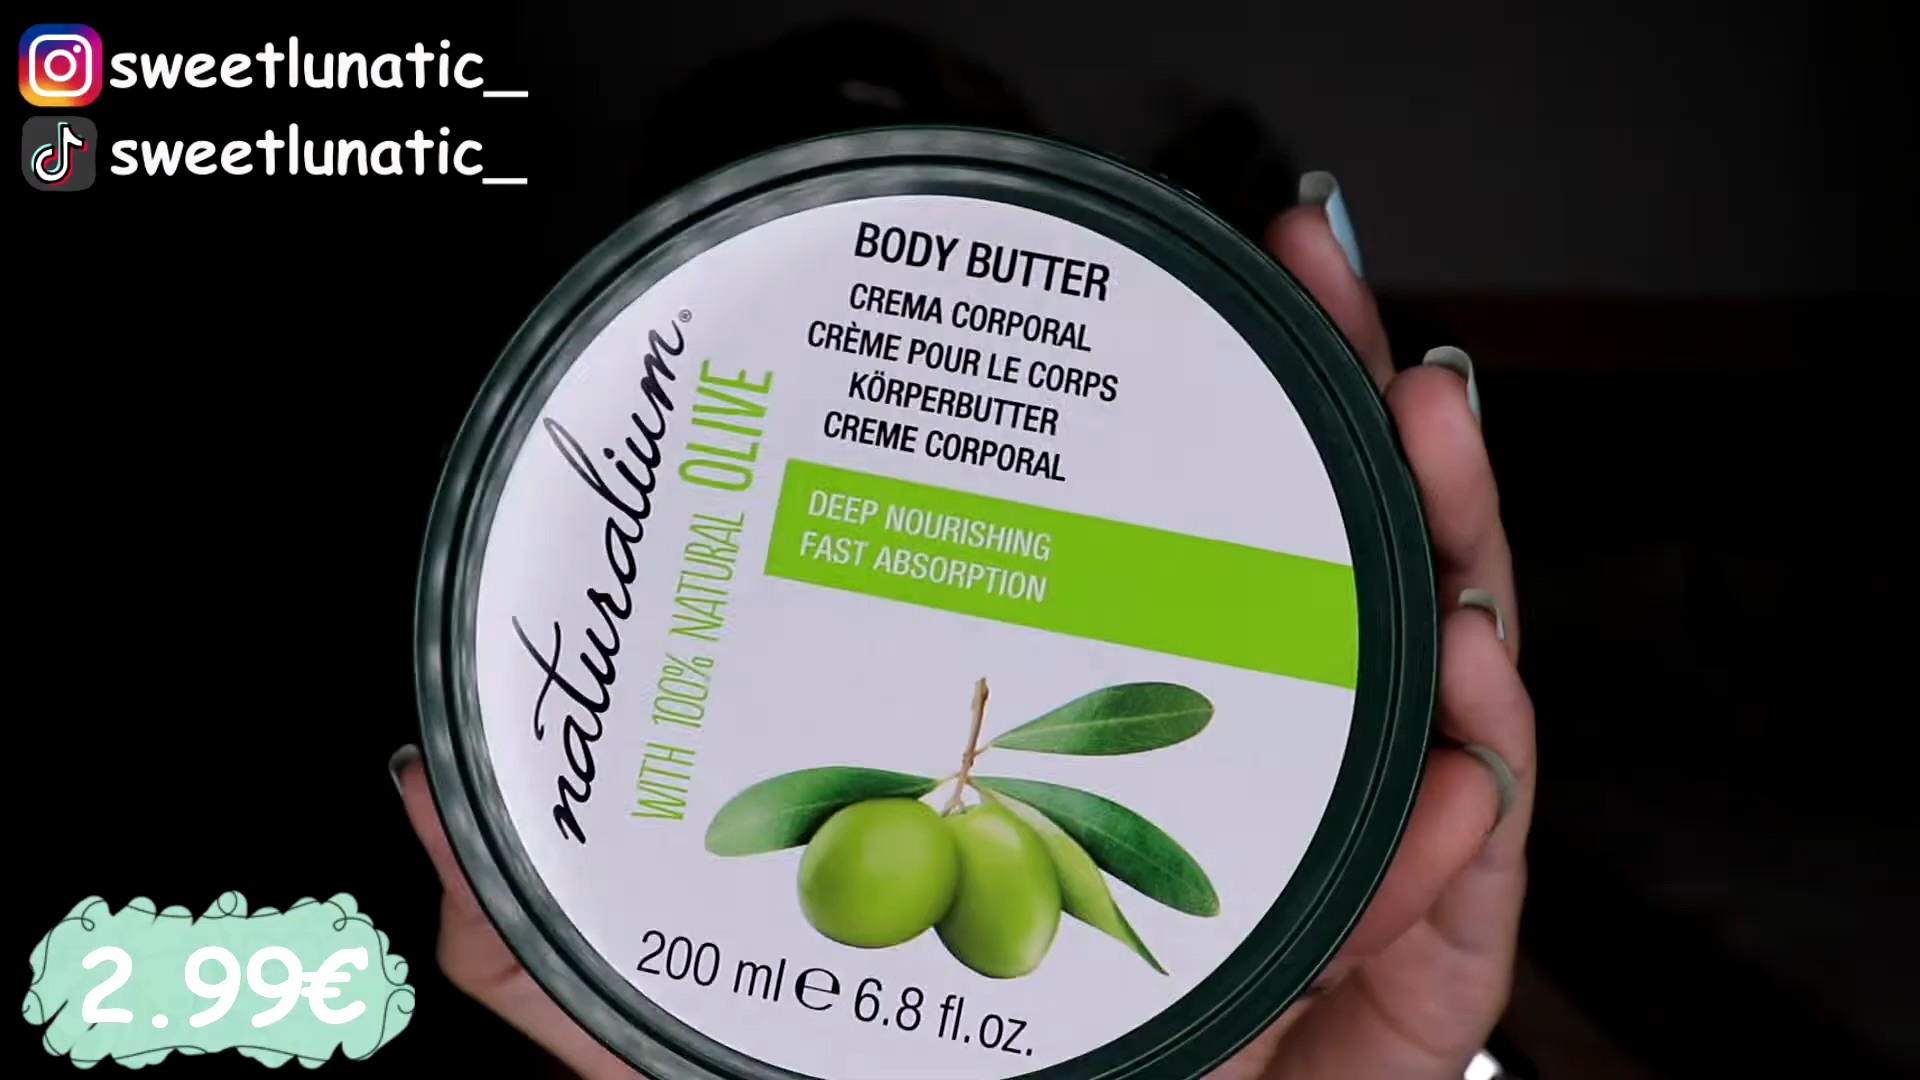 sweetlunatic_
sweetlunatic_
BODY BUTTER
CREMA CORPORAL
CRÈME POUR LE CORPS
KÖRPERBUTTER
CREME CORPORAL
naturalium®
WITH 100% NATURAL OLIVE
DEEP NOURISHING
FAST ABSORPTION
200 ml ℮ 6.8 fl.oz.
2.99€